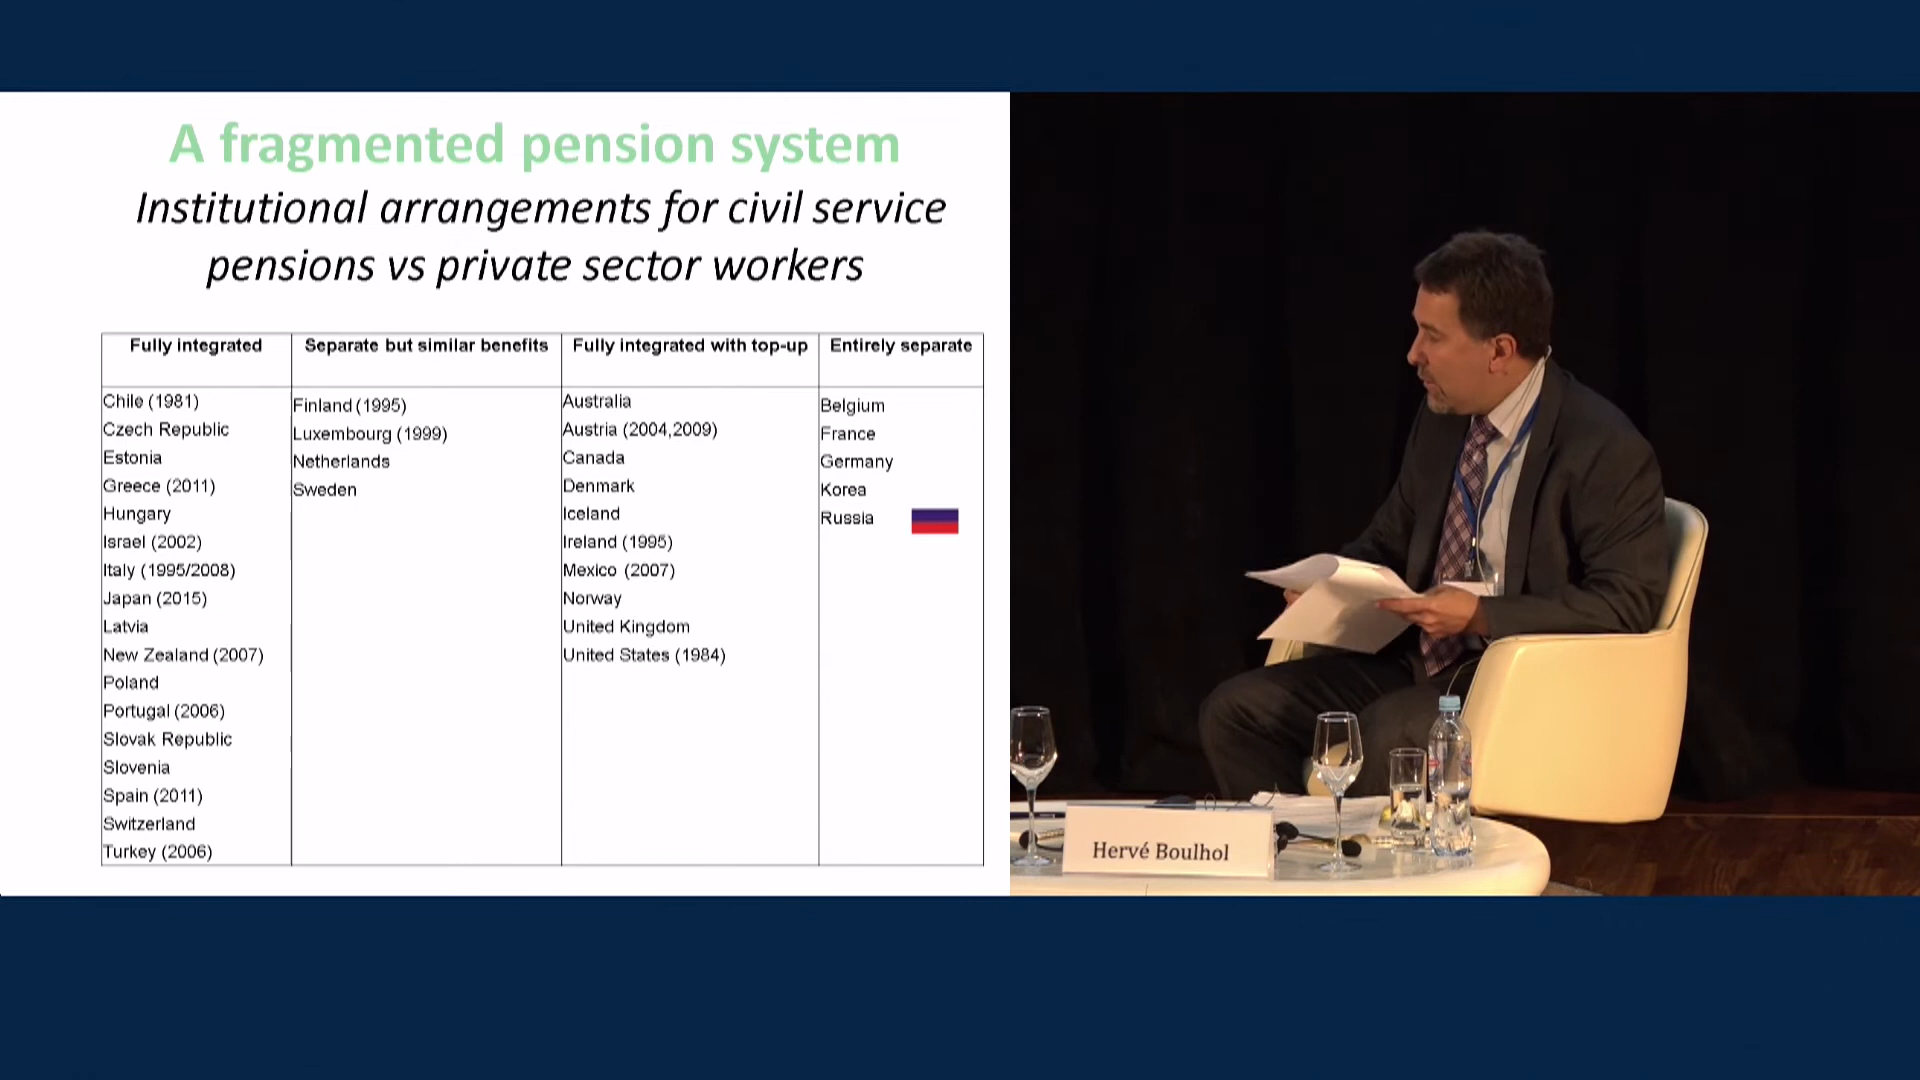 A fragmented pension system
Institutional arrangements for civil service
pensions vs private sector workers
Fully integrated
Separate but similar benefits
Fully integrated with top-up
Entirely separate
Chile (1981)
Czech Republic
Estonia
Greece (2011)
Hungary
Israel (2002)
Italy (1995/2008)
Japan (2015)
Latvia
New Zealand (2007)
Poland
Portugal (2006)
Slovak Republic
Slovenia
Spain (2011)
Switzerland
Turkey (2006)
Finland (1995)
Luxembourg (1999)
Netherlands
Sweden
Australia
Austria (2004,2009)
Canada
Denmark
Iceland
Ireland (1995)
Mexico (2007)
Norway
United Kingdom
United States (1984)
Belgium
France
Germany
Korea
Russia
Hervé Boulhol